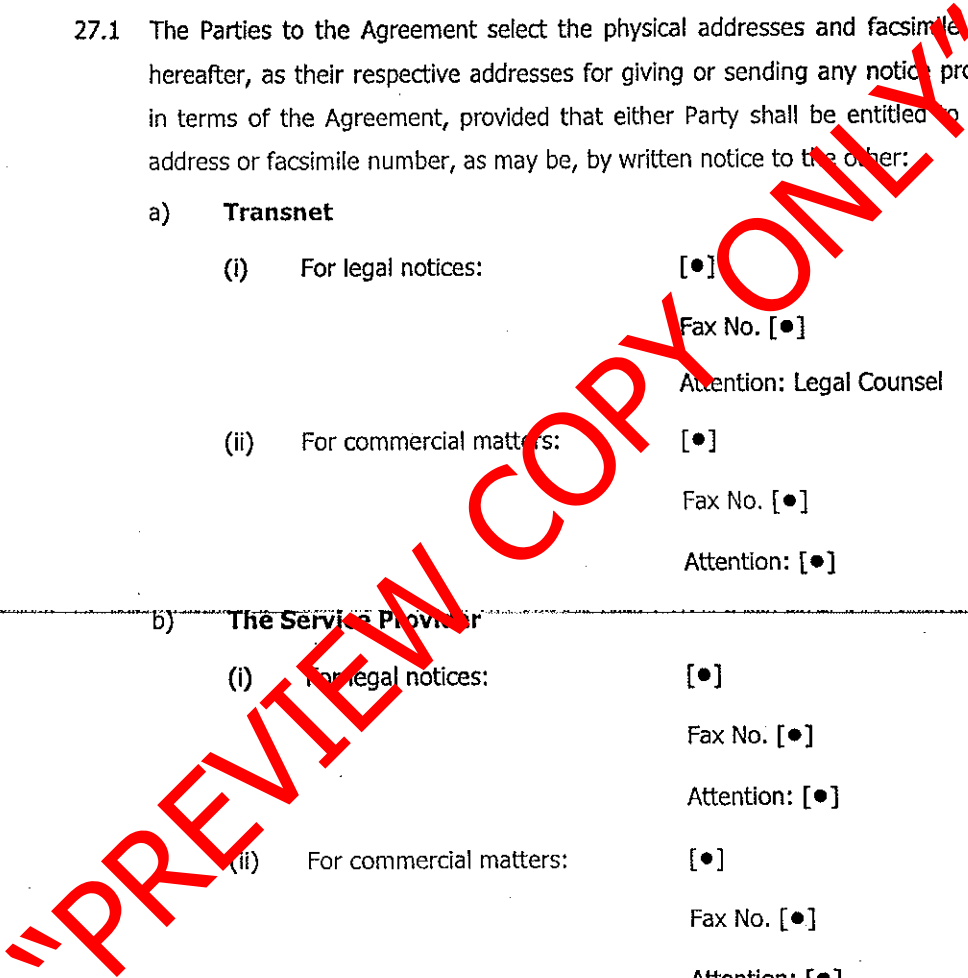 27.1 The Parties to the Agreement select the physical addresses and facsimile
hereafter, as their respective addresses for giving or sending any notice
in terms of the Agreement, provided that either Party shall be entitled to
address or facsimile number, as may be, by written notice to the other:
a) Transnet
(i) For legal notices: [●]
Fax No. [●]
Attention: Legal Counsel
(ii) For commercial matters: [●]
Fax No. [●]
Attention: [●]
b) The Service Provider
(i) For legal notices: [●]
Fax No. [●]
Attention: [●]
(ii) For commercial matters: [●]
Fax No. [●]
Attention: [●]
"PREVIEW COPY ONLY"